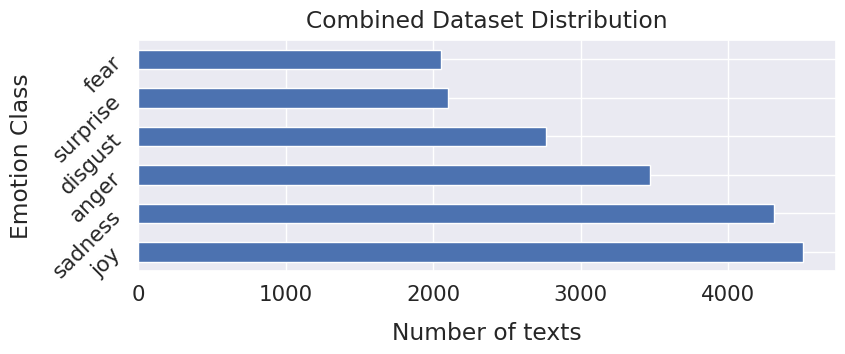 Combined Dataset Distribution
Emotion Class
fear
surprise
disgust
anger
sadness
joy
0 1000 2000 3000 4000
Number of texts